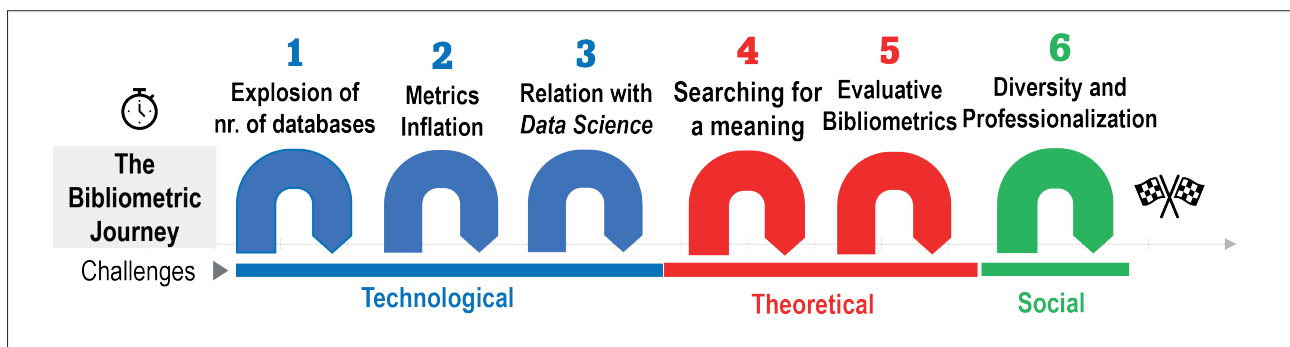 1
Explosion of
nr. of databases
2
Metrics
Inflation
3
Relation with
Data Science
4
Searching for
a meaning
5
Evaluative
Bibliometrics
6
Diversity and
Professionalization
The
Bibliometric
Journey
Challenges
Technological
Theoretical
Social